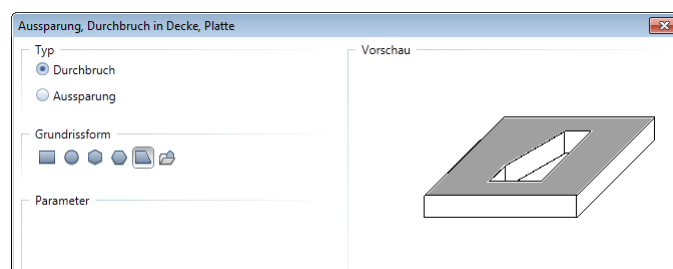 Aussparung, Durchbruch in Decke, Platte
Typ
Durchbruch
Aussparung
Grundrissform
Parameter
Vorschau